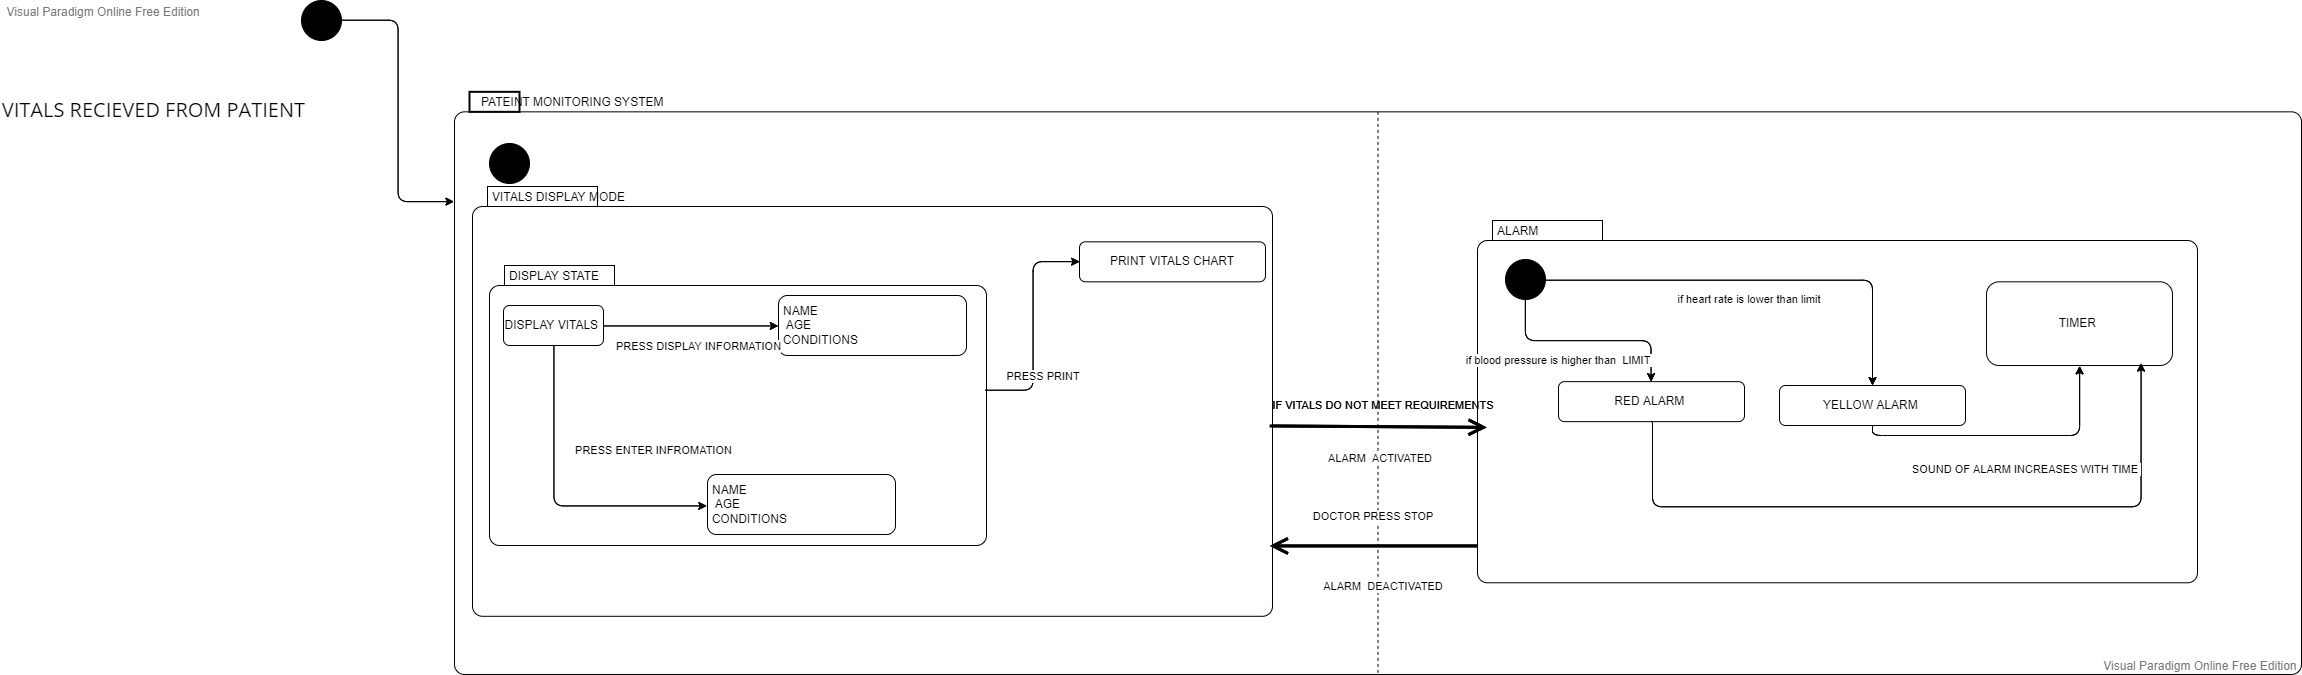 Visual Paradigm Online Free Edition
VITALS RECIEVED FROM PATIENT
PATEINT MONITORING SYSTEM
VITALS DISPLAY MODE
DISPLAY STATE
DISPLAY VITALS
NAME
AGE
CONDITIONS
PRESS DISPLAY INFORMATION
PRESS ENTER INFROMATION
NAME
AGE
CONDITIONS
PRESS PRINT
PRINT VITALS CHART
IF VITALS DO NOT MEET REQUIREMENTS
ALARM ACTIVATED
DOCTOR PRESS STOP
ALARM DEACTIVATED
ALARM
if heart rate is lower than limit
if blood pressure is higher than LIMIT
RED ALARM
YELLOW ALARM
TIMER
SOUND OF ALARM INCREASES WITH TIME
Visual Paradigm Online Free Edition